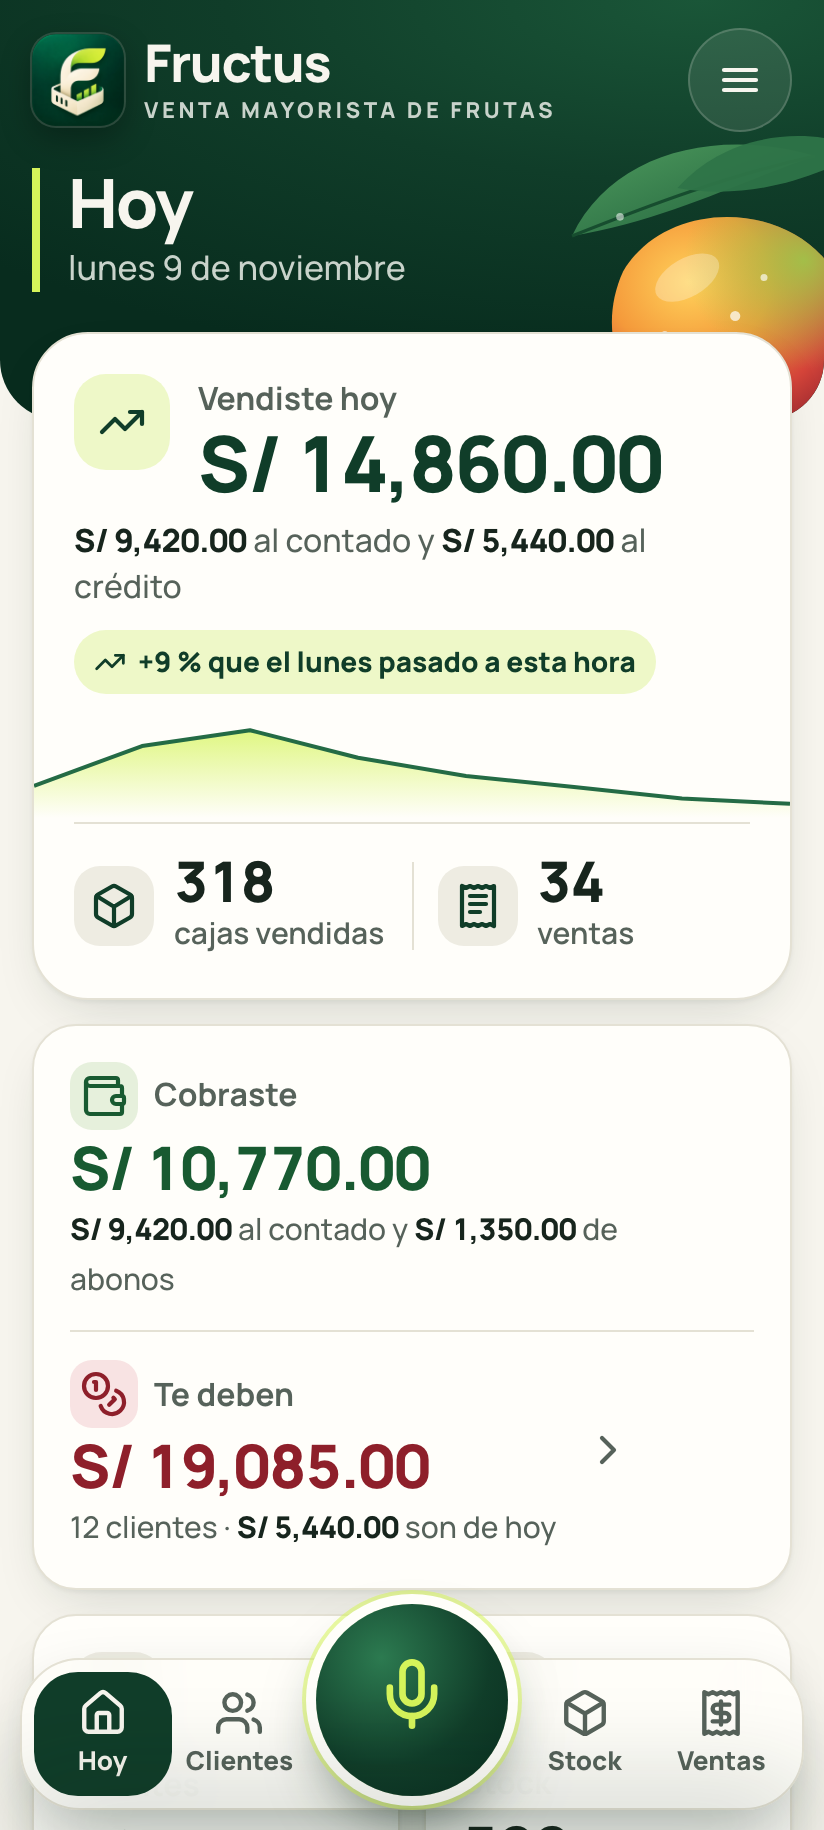 Fructus
VENTA MAYORISTA DE FRUTAS
Hoy
lunes 9 de noviembre
Vendiste hoy
S/ 14,860.00
S/ 9,420.00 al contado y S/ 5,440.00 al
crédito
+9 % que el lunes pasado a esta hora
318
cajas vendidas
34
ventas
Cobraste
S/ 10,770.00
S/ 9,420.00 al contado y S/ 1,350.00 de
abonos
Te deben
S/ 19,085.00
12 clientes · S/ 5,440.00 son de hoy
Hoy
Clientes
Stock
Ventas